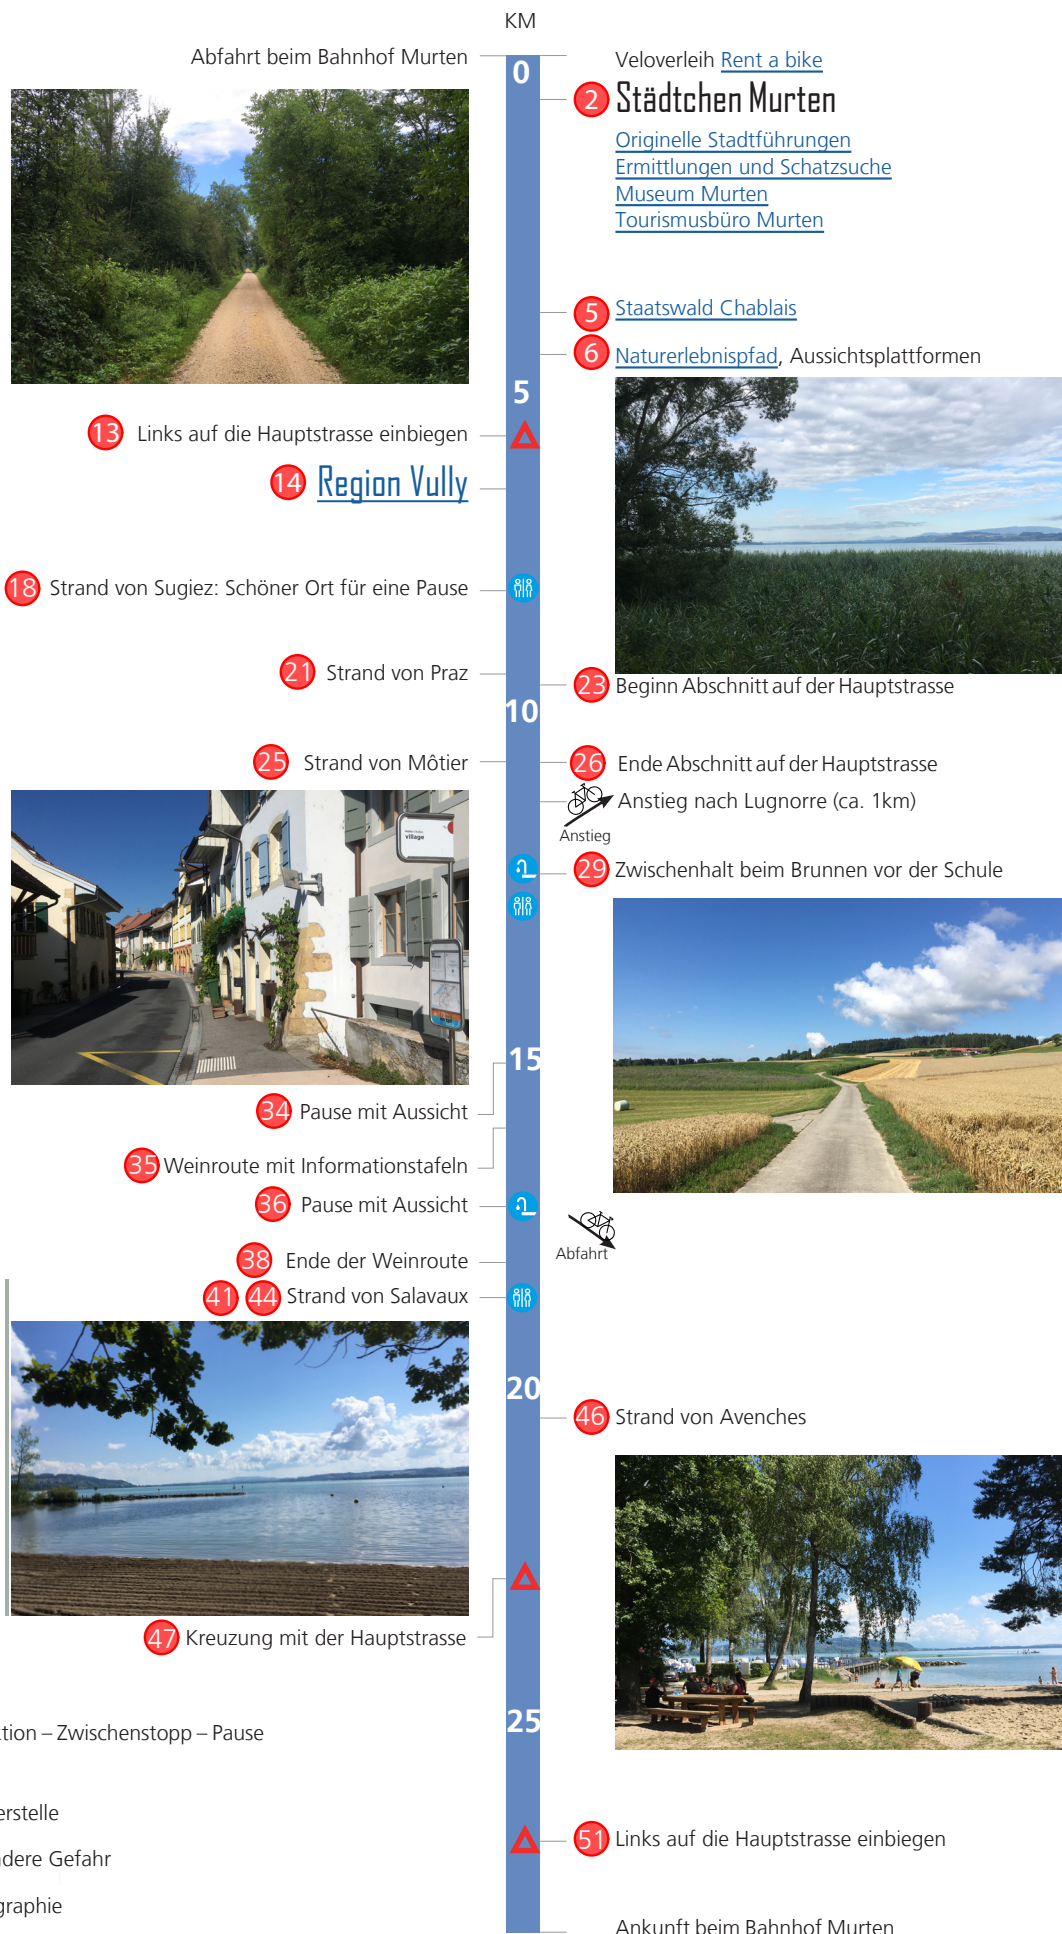 KM
Abfahrt beim Bahnhof Murten
0
Veloverleih Rent a bike
2 Städtchen Murten
Originelle Stadtführungen
Ermittlungen und Schatzsuche
Museum Murten
Tourismusbüro Murten
5 Staatswald Chablais
6 Naturerlebnispfad, Aussichtsplattformen
5
13 Links auf die Hauptstrasse einbiegen
14 Region Vully
18 Strand von Sugiez: Schöner Ort für eine Pause
21 Strand von Praz
23 Beginn Abschnitt auf der Hauptstrasse
10
25 Strand von Môtier
26 Ende Abschnitt auf der Hauptstrasse
Anstieg nach Lugnorre (ca. 1km)
Anstieg
village
29 Zwischenhalt beim Brunnen vor der Schule
15
34 Pause mit Aussicht
35 Weinroute mit Informationstafeln
36 Pause mit Aussicht
Abfahrt
38 Ende der Weinroute
41 44 Strand von Salavaux
20
46 Strand von Avenches
47 Kreuzung mit der Hauptstrasse
25
tion – Zwischenstopp – Pause
erstelle
51 Links auf die Hauptstrasse einbiegen
ndere Gefahr
graphie
Ankunft beim Bahnhof Murten